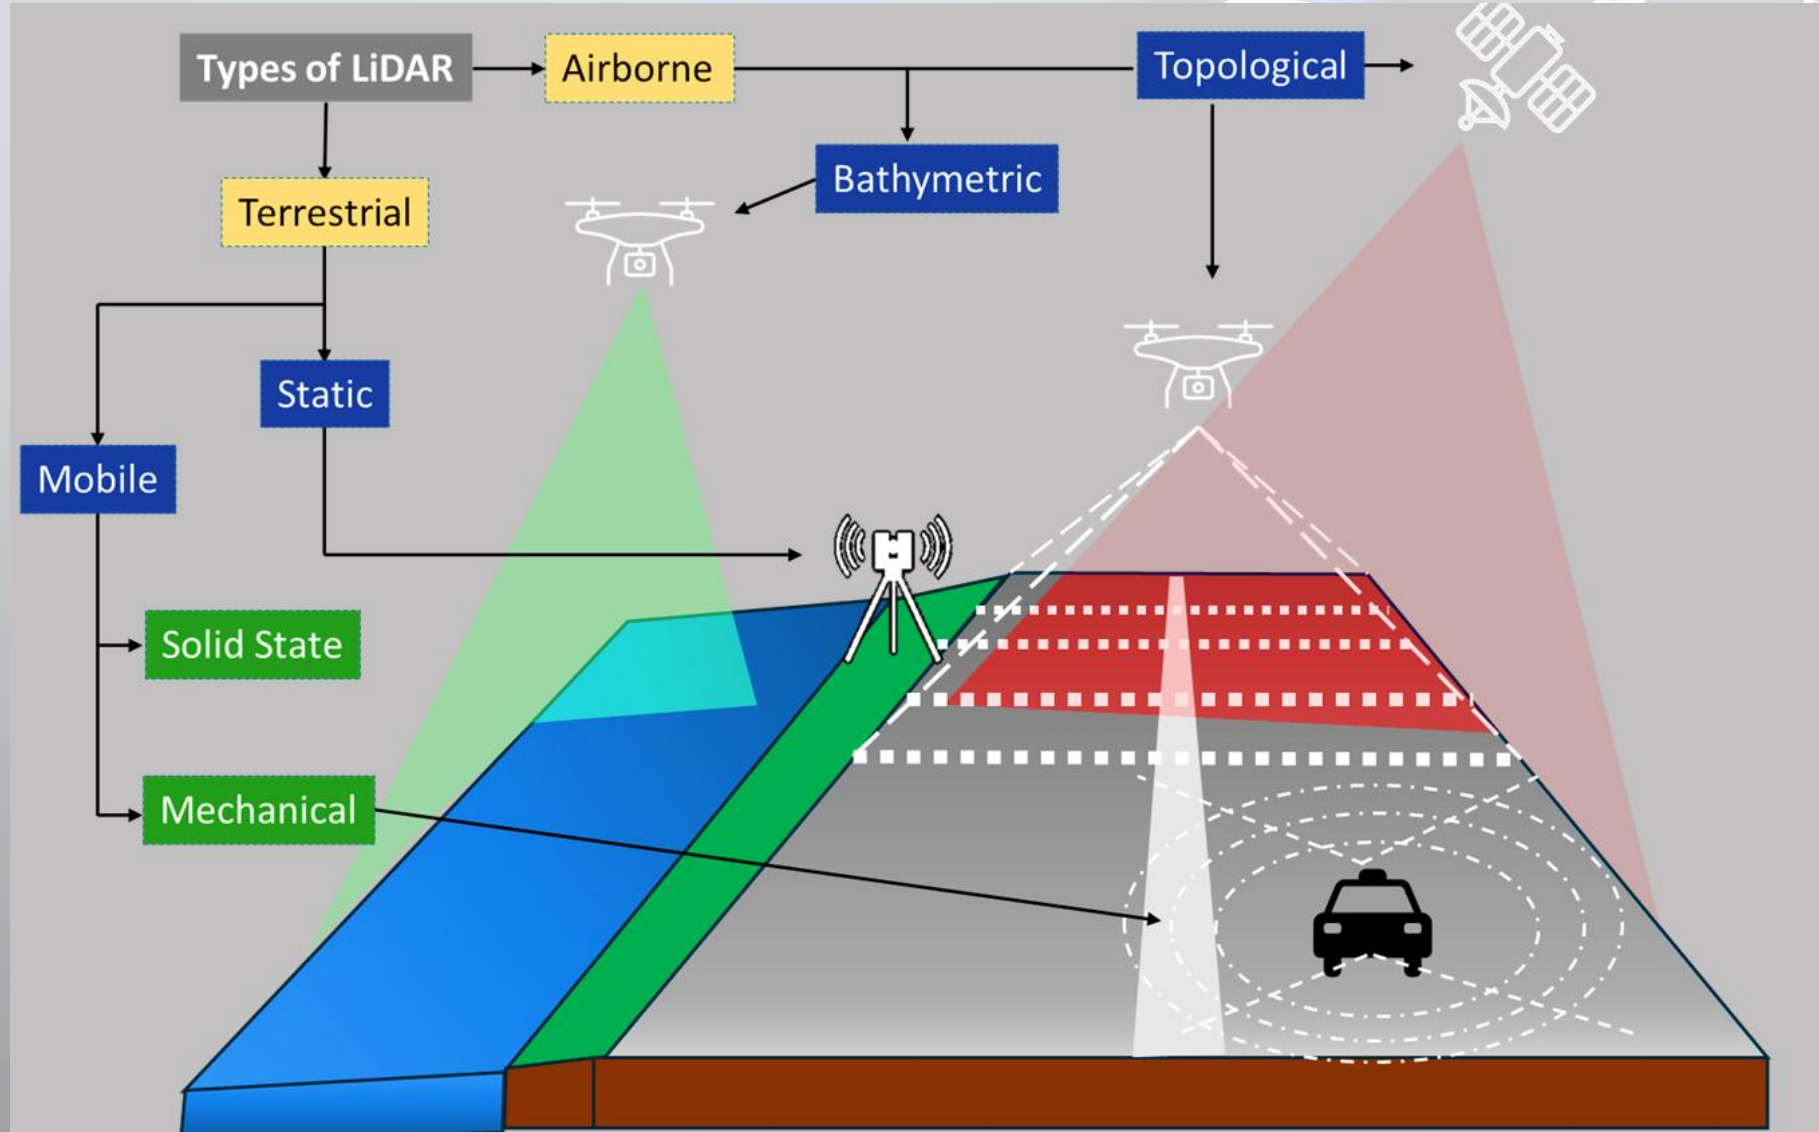 Types of LiDAR
Airborne
Topological
Bathymetric
Terrestrial
Static
Mobile
Solid State
Mechanical